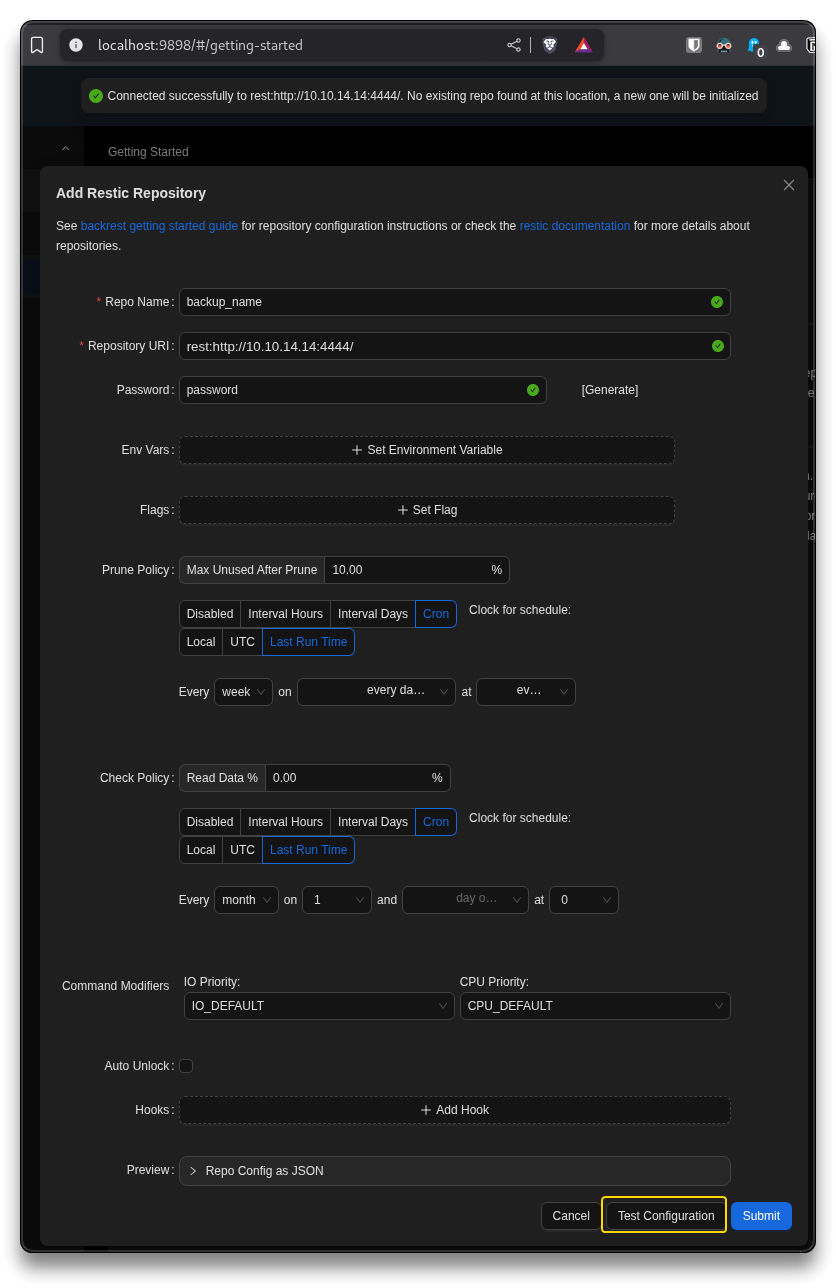 localhost:9898/#/getting-started
0
Connected successfully to rest:http://10.10.14.14:4444/. No existing repo found at this location, a new one will be initialized
Getting Started
Add Restic Repository
See backrest getting started guide for repository configuration instructions or check the restic documentation for more details about
repositories.
* Repo Name : backup_name
* Repository URI : rest:http://10.10.14.14:4444/
Password : password [Generate]
Env Vars : + Set Environment Variable
Flags : + Set Flag
Prune Policy : Max Unused After Prune 10.00 %
Disabled Interval Hours Interval Days Cron Clock for schedule:
Local UTC Last Run Time
Every week on every da... at ev...
Check Policy : Read Data % 0.00 %
Disabled Interval Hours Interval Days Cron Clock for schedule:
Local UTC Last Run Time
Every month on 1 and day o... at 0
IO Priority: CPU Priority:
Command Modifiers IO_DEFAULT CPU_DEFAULT
Auto Unlock :
Hooks : + Add Hook
Preview : Repo Config as JSON
Cancel Test Configuration Submit